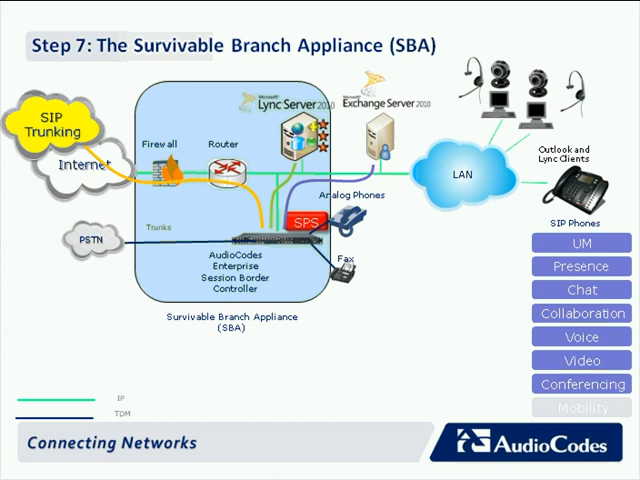 Step 7: The Survivable Branch Appliance (SBA)
Microsoft
Lync Server 2010
Microsoft
Exchange Server 2010
SIP
Trunking
Internet
Firewall
Router
LAN
Outlook and
Lync Clients
Analog Phones
SPS
SIP Phones
PSTN
Trunks
AudioCodes
Enterprise
Session Border
Controller
Fax
Survivable Branch Appliance
(SBA)
UM
Presence
Chat
Collaboration
Voice
Video
Conferencing
Mobility
IP
TDM
Connecting Networks
AudioCodes